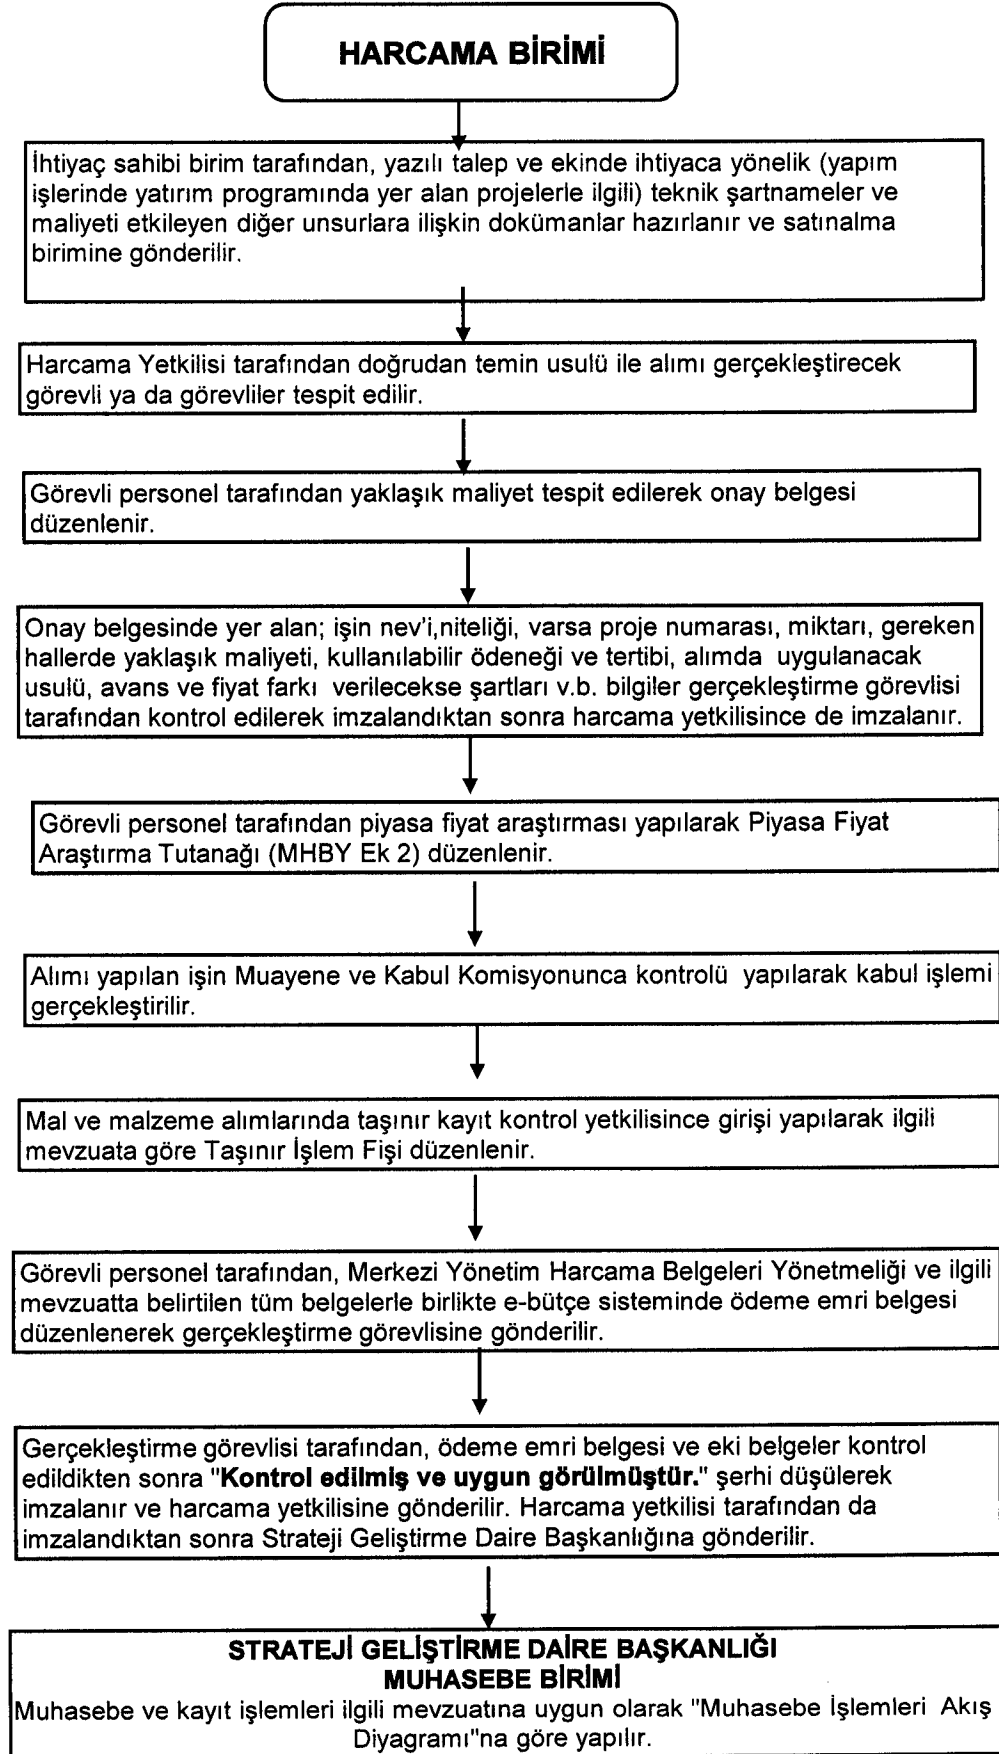 HARCAMA BİRİMİ
İhtiyaç sahibi birim tarafından, yazılı talep ve ekinde ihtiyaca yönelik (yapım
işlerinde yatırım programında yer alan projelerle ilgili) teknik şartnameler ve
maliyeti etkileyen diğer unsurlara ilişkin dokümanlar hazırlanır ve satınalma
birimine gönderilir.
Harcama Yetkilisi tarafından doğrudan temin usulü ile alımı gerçekleştirecek
görevli ya da görevliler tespit edilir.
Görevli personel tarafından yaklaşık maliyet tespit edilerek onay belgesi
düzenlenir.
Onay belgesinde yer alan; işin nev'i,niteliği, varsa proje numarası, miktarı, gereken
hallerde yaklaşık maliyeti, kullanılabilir ödeneği ve tertibi, alımda uygulanacak
usulü, avans ve fiyat farkı verilecekse şartları v.b. bilgiler gerçekleştirme görevlisi
tarafından kontrol edilerek imzalandıktan sonra harcama yetkilisince de imzalanır.
Görevli personel tarafından piyasa fiyat araştırması yapılarak Piyasa Fiyat
Araştırma Tutanağı (MHBY Ek 2) düzenlenir.
Alımı yapılan işin Muayene ve Kabul Komisyonunca kontrolü yapılarak kabul işlemi
gerçekleştirilir.
Mal ve malzeme alımlarında taşınır kayıt kontrol yetkilisince girişi yapılarak ilgili
mevzuata göre Taşınır İşlem Fişi düzenlenir.
Görevli personel tarafından, Merkezi Yönetim Harcama Belgeleri Yönetmeliği ve ilgili
mevzuatta belirtilen tüm belgelerle birlikte e-bütçe sisteminde ödeme emri belgesi
düzenlenerek gerçekleştirme görevlisine gönderilir.
Gerçekleştirme görevlisi tarafından, ödeme emri belgesi ve eki belgeler kontrol
edildikten sonra "Kontrol edilmiş ve uygun görülmüştür." şerhi düşülerek
imzalanır ve harcama yetkilisine gönderilir. Harcama yetkilisi tarafından da
imzalandıktan sonra Strateji Geliştirme Daire Başkanlığına gönderilir.
STRATEJİ GELİŞTİRME DAİRE BAŞKANLIĞI
MUHASEBE BİRİMİ
Muhasebe ve kayıt işlemleri ilgili mevzuatına uygun olarak "Muhasebe İşlemleri Akış
Diyagramı"na göre yapılır.